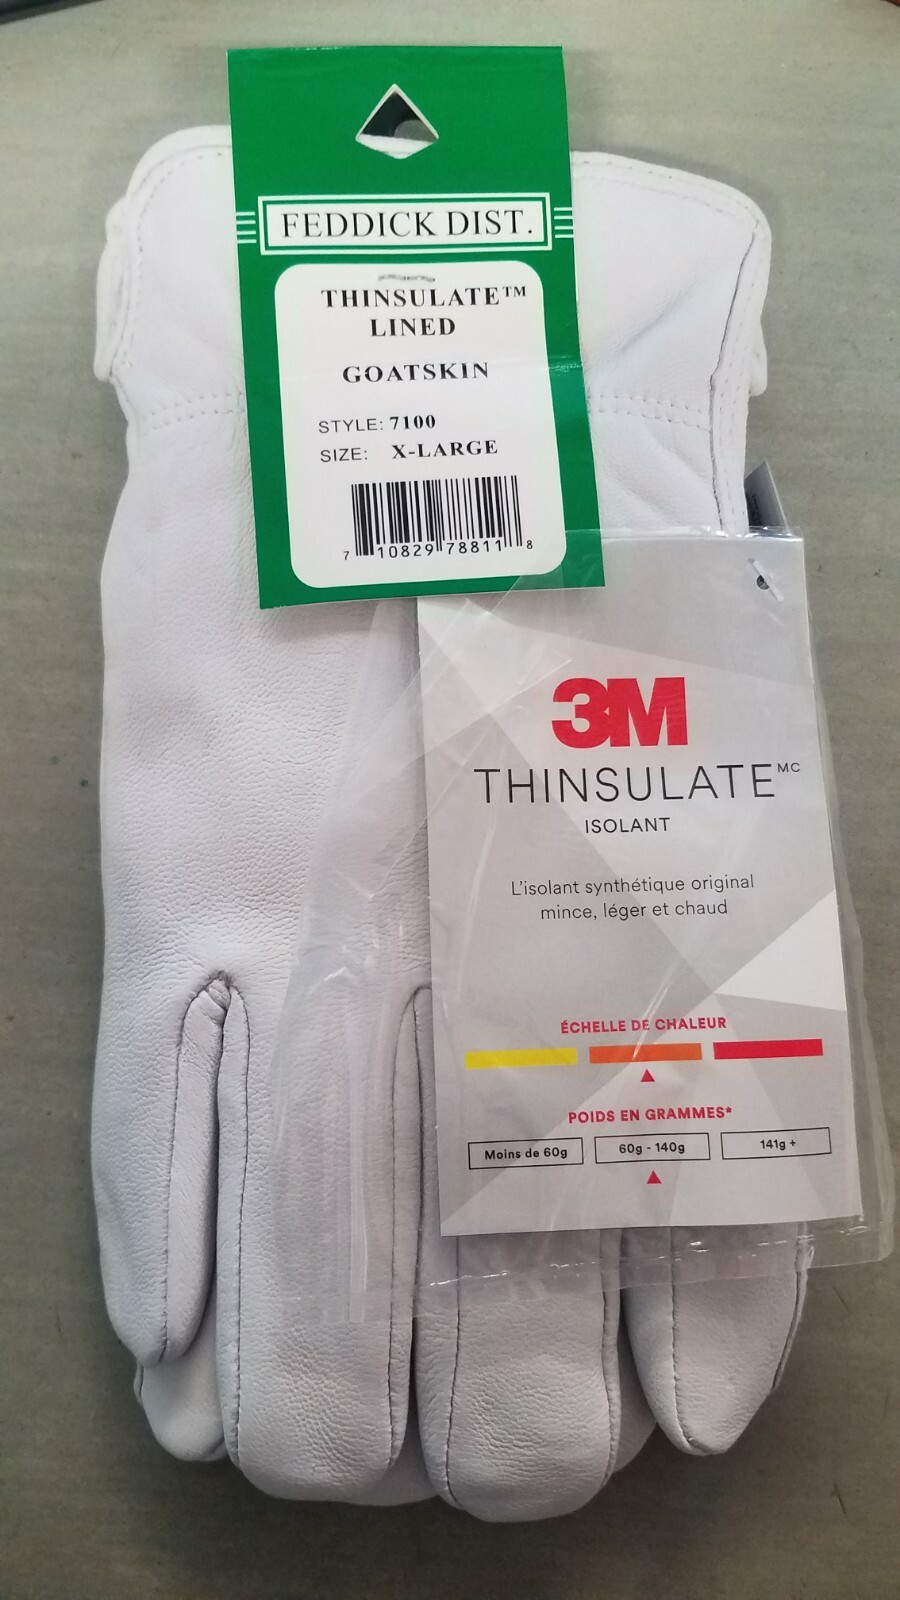 FEDDICK DIST.
THINSULATE™
LINED
GOATSKIN
STYLE: 7100
SIZE: X-LARGE
7 10829 78811 8
3M
THINSULATE MC
ISOLANT
L'isolant synthétique original
mince, léger et chaud
ÉCHELLE DE CHALEUR
POIDS EN GRAMMES*
Moins de 60g 60g - 140g 141g +